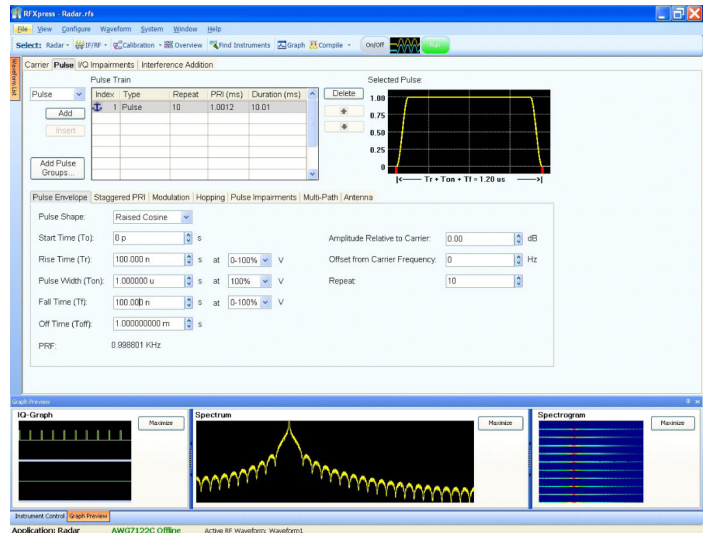 RFXpress - Radar.rfs
File View Configure Waveform System Window Help
Select: Radar IF/RF Calibration Overview Find Instruments Graph Compile On/Off
Waveform List
Carrier Pulse I/Q Impairments Interference Addition
Pulse Train
Selected Pulse:
Pulse
Add
Insert
Add Pulse
Groups...
Index Type Repeat PRI (ms) Duration (ms)
1 Pulse 10 1.0012 10.01
Delete
1.00
0.75
0.50
0.25
0
|<—— Tr + Ton + Tf = 1.20 us ——>|
Pulse Envelope Staggered PRI Modulation Hopping Pulse Impairments Multi-Path Antenna
Pulse Shape: Raised Cosine
Start Time (To): 0 p s
Amplitude Relative to Carrier: 0.00 dB
Rise Time (Tr): 100.000 n s at 0-100% V
Offset from Carrier Frequency: 0 Hz
Pulse Width (Ton): 1.000000 u s at 100% V
Repeat: 10
Fall Time (Tf): 100.000 n s at 0-100% V
Off Time (Toff): 1.000000000 m s
PRF: 0.998801 KHz
Graph Preview
IQ-Graph
Maximize
Spectrum
Maximize
Spectrogram
Maximize
Instrument Control Graph Preview
Application: Radar AWG7122C Offline Active RF Waveform: Waveform1